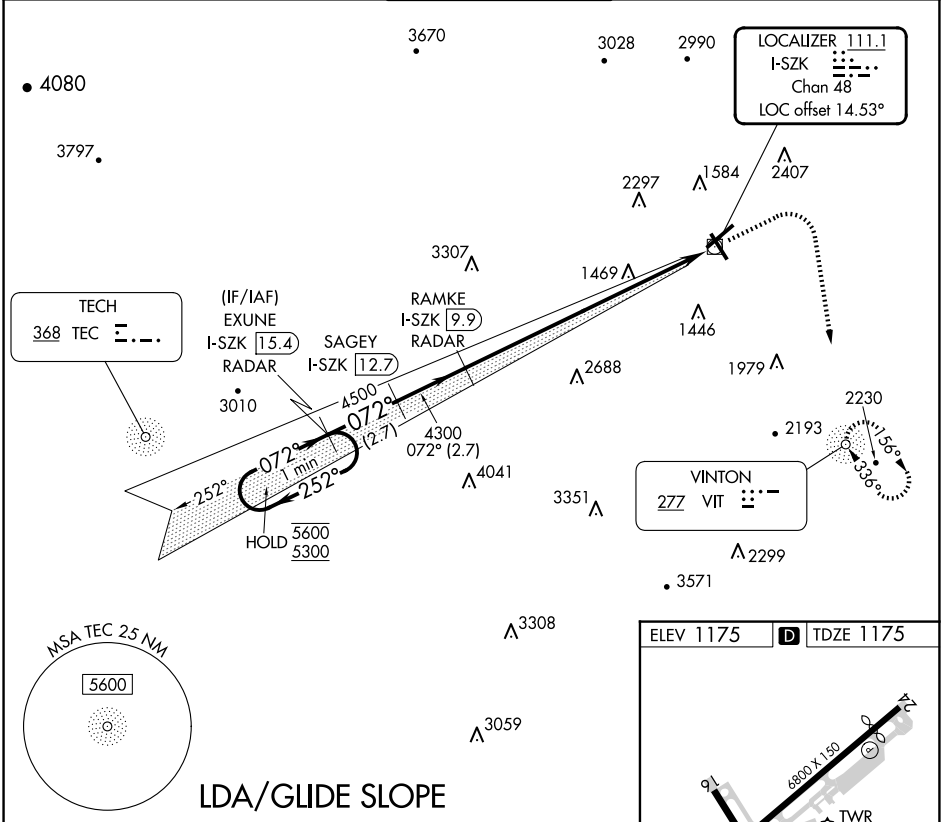 3670
3028
2990
4080
3797
LOCALIZER 111.1
I-SZK
Chan 48
LOC offset 14.53°
2297
1584
2407
3307
1469
1446
TECH
368 TEC
(IF/IAF)
EXUNE
I-SZK 15.4
RADAR
SAGEY
I-SZK 12.7
RAMKE
I-SZK 9.9
RADAR
3010
4500
072°
(2.7)
4300
072° (2.7)
2688
1979
2230
2193
072°
1 min
252°
252°
HOLD 5600
5300
4041
3351
VINTON
277 VIT
156°
336°
2299
3571
3308
3059
MSA TEC 25 NM
5600
LDA/GLIDE SLOPE
ELEV 1175 D TDZE 1175
24
6800 X 150
P
16
TWR